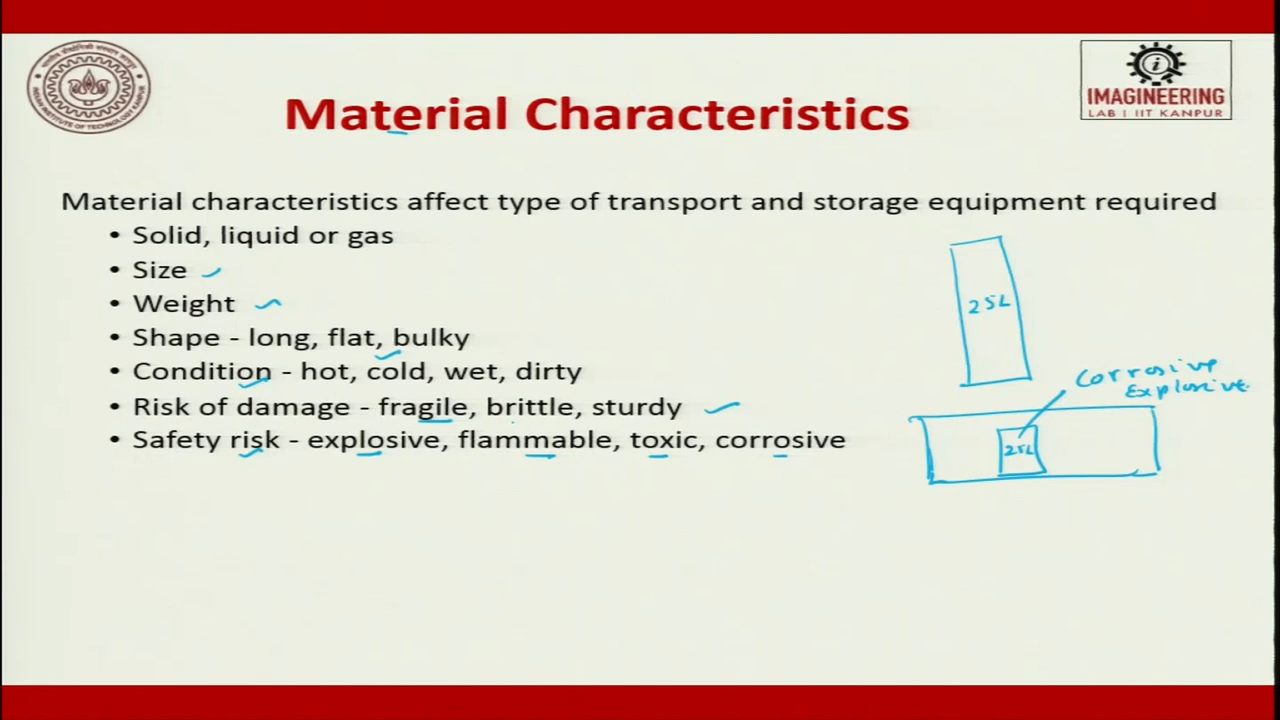 IMAGINEERING
LAB | IIT KANPUR
Material Characteristics
Material characteristics affect type of transport and storage equipment required
• Solid, liquid or gas
• Size
• Weight
• Shape - long, flat, bulky
• Condition - hot, cold, wet, dirty
• Risk of damage - fragile, brittle, sturdy
• Safety risk - explosive, flammable, toxic, corrosive
25L
Corrosive
Explosive
25L